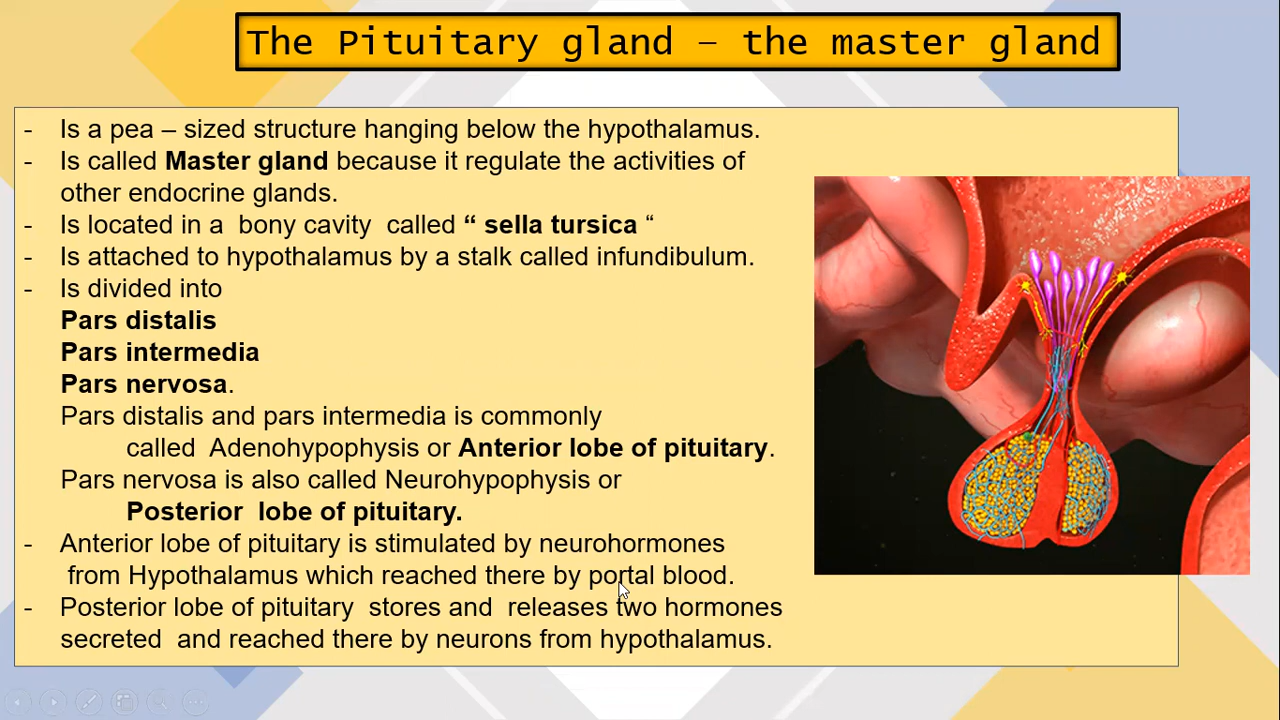 The Pituitary gland – the master gland
- Is a pea – sized structure hanging below the hypothalamus.
- Is called Master gland because it regulate the activities of
other endocrine glands.
- Is located in a bony cavity called “ sella tursica “
- Is attached to hypothalamus by a stalk called infundibulum.
- Is divided into
Pars distalis
Pars intermedia
Pars nervosa.
Pars distalis and pars intermedia is commonly
called Adenohypophysis or Anterior lobe of pituitary.
Pars nervosa is also called Neurohypophysis or
Posterior lobe of pituitary.
- Anterior lobe of pituitary is stimulated by neurohormones
from Hypothalamus which reached there by portal blood.
- Posterior lobe of pituitary stores and releases two hormones
secreted and reached there by neurons from hypothalamus.